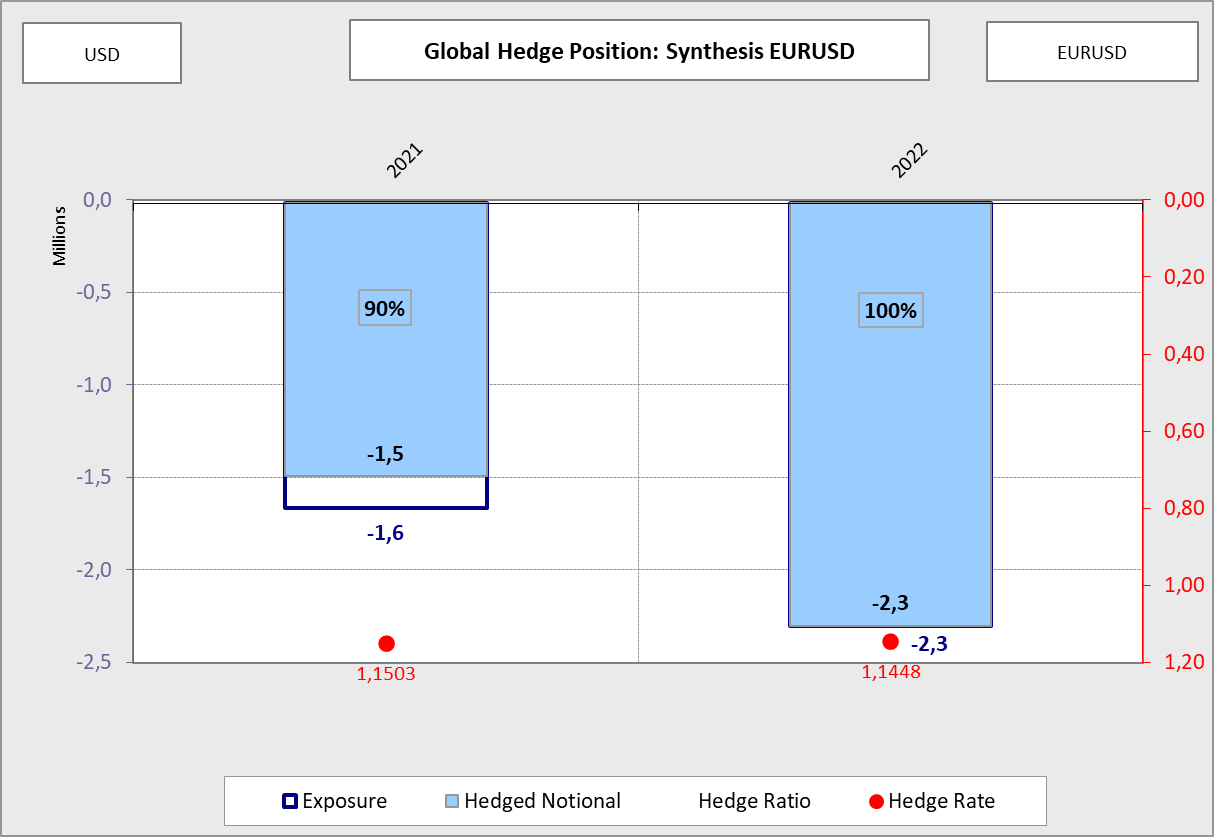 USD
Global Hedge Position: Synthesis EURUSD
EURUSD
2021
2022
Millions
0,0
-0,5
-1,0
-1,5
-2,0
-2,5
0,00
0,20
0,40
0,60
0,80
1,00
1,20
90%
100%
-1,5
-1,6
-2,3
-2,3
1,1503
1,1448
Exposure
Hedged Notional
Hedge Ratio
Hedge Rate